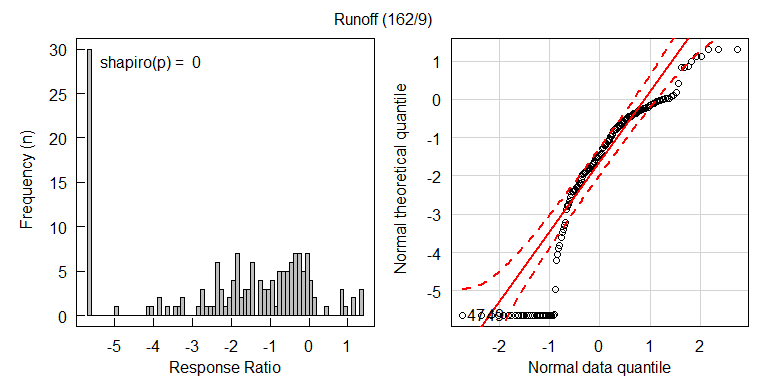 Runoff (162/9)
shapiro(p) = 0
Frequency (n)
30
25
20
15
10
5
0
-5 -4 -3 -2 -1 0 1
Response Ratio
Normal theoretical quantile
1
0
-1
-2
-3
-4
-5
-2 -1 0 1 2
Normal data quantile